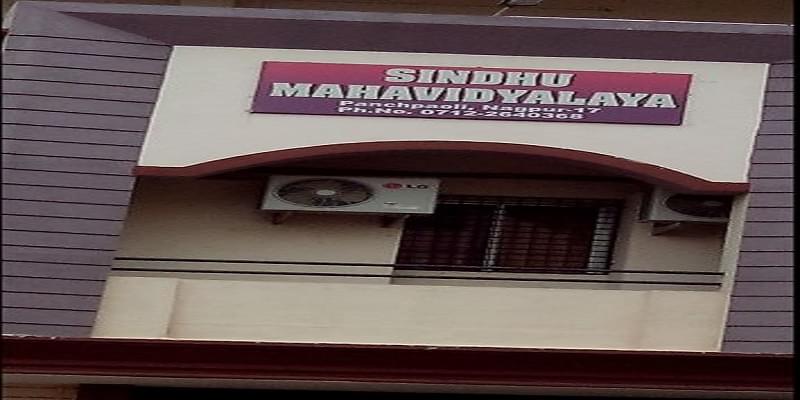 SINDHU
MAHAVIDYALAYA
Panchpaoli, Nagpur-17
Ph.No. 0712-2640368
LG